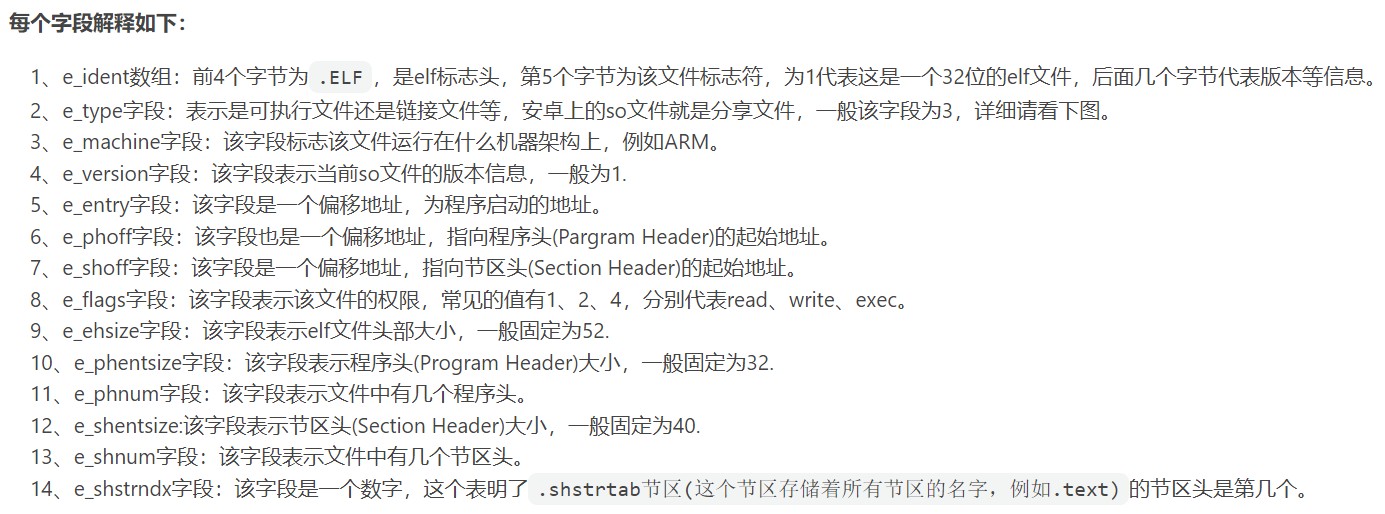 每个字段解释如下：
1、e_ident数组：前4个字节为.ELF，是elf标志头，第5个字节为该文件标志符，为1代表这是一个32位的elf文件，后面几个字节代表版本等信息。
2、e_type字段：表示是可执行文件还是链接文件等，安卓上的so文件就是分享文件，一般该字段为3，详细请看下图。
3、e_machine字段：该字段标志该文件运行在什么机器架构上，例如ARM。
4、e_version字段：该字段表示当前so文件的版本信息，一般为1.
5、e_entry字段：该字段是一个偏移地址，为程序启动的地址。
6、e_phoff字段：该字段也是一个偏移地址，指向程序头(Pargram Header)的起始地址。
7、e_shoff字段：该字段是一个偏移地址，指向节区头(Section Header)的起始地址。
8、e_flags字段：该字段表示该文件的权限，常见的值有1、2、4，分别代表read、write、exec。
9、e_ehsize字段：该字段表示elf文件头部大小，一般固定为52.
10、e_phentsize字段：该字段表示程序头(Program Header)大小，一般固定为32.
11、e_phnum字段：该字段表示文件中有几个程序头。
12、e_shentsize:该字段表示节区头(Section Header)大小，一般固定为40.
13、e_shnum字段：该字段表示文件中有几个节区头。
14、e_shstrndx字段：该字段是一个数字，这个表明了.shstrtab节区(这个节区存储着所有节区的名字，例如.text)的节区头是第几个。